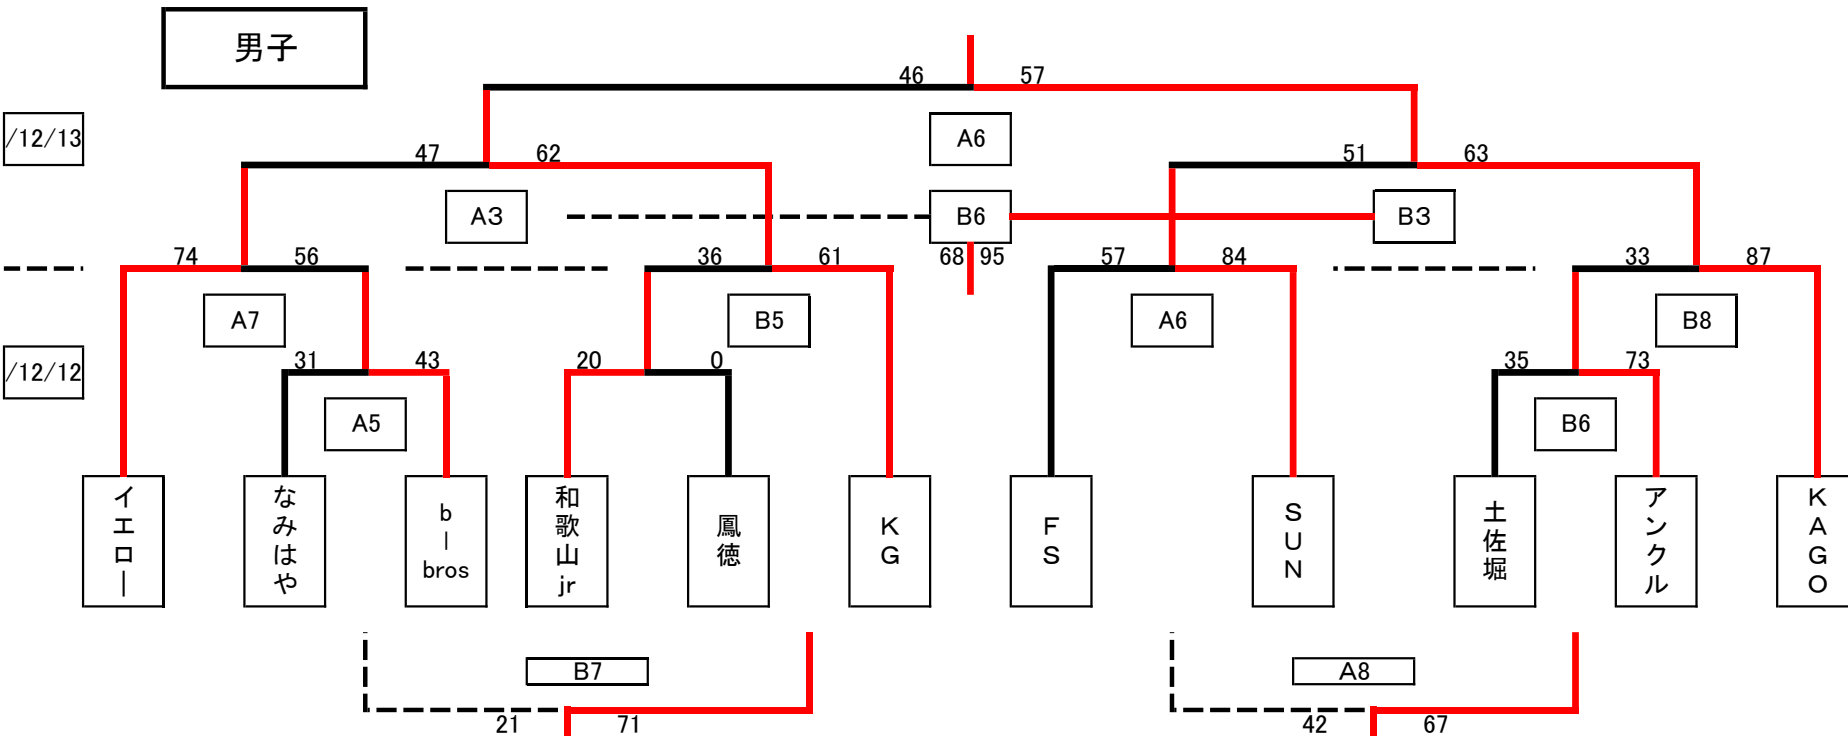 男子
46 57
/12/13
A6
47 62
51 63
A3
B6
B3
74 56
36 61
68 95
57 84
33 87
A7
B5
A6
B8
/12/12
31 43
20 0
35 73
A5
B6
イエロー
なみはや
b-bros
和歌山jr
鳳徳
KG
FS
SUN
土佐堀
アンクル
KAGO
B7
A8
21 71
42 67